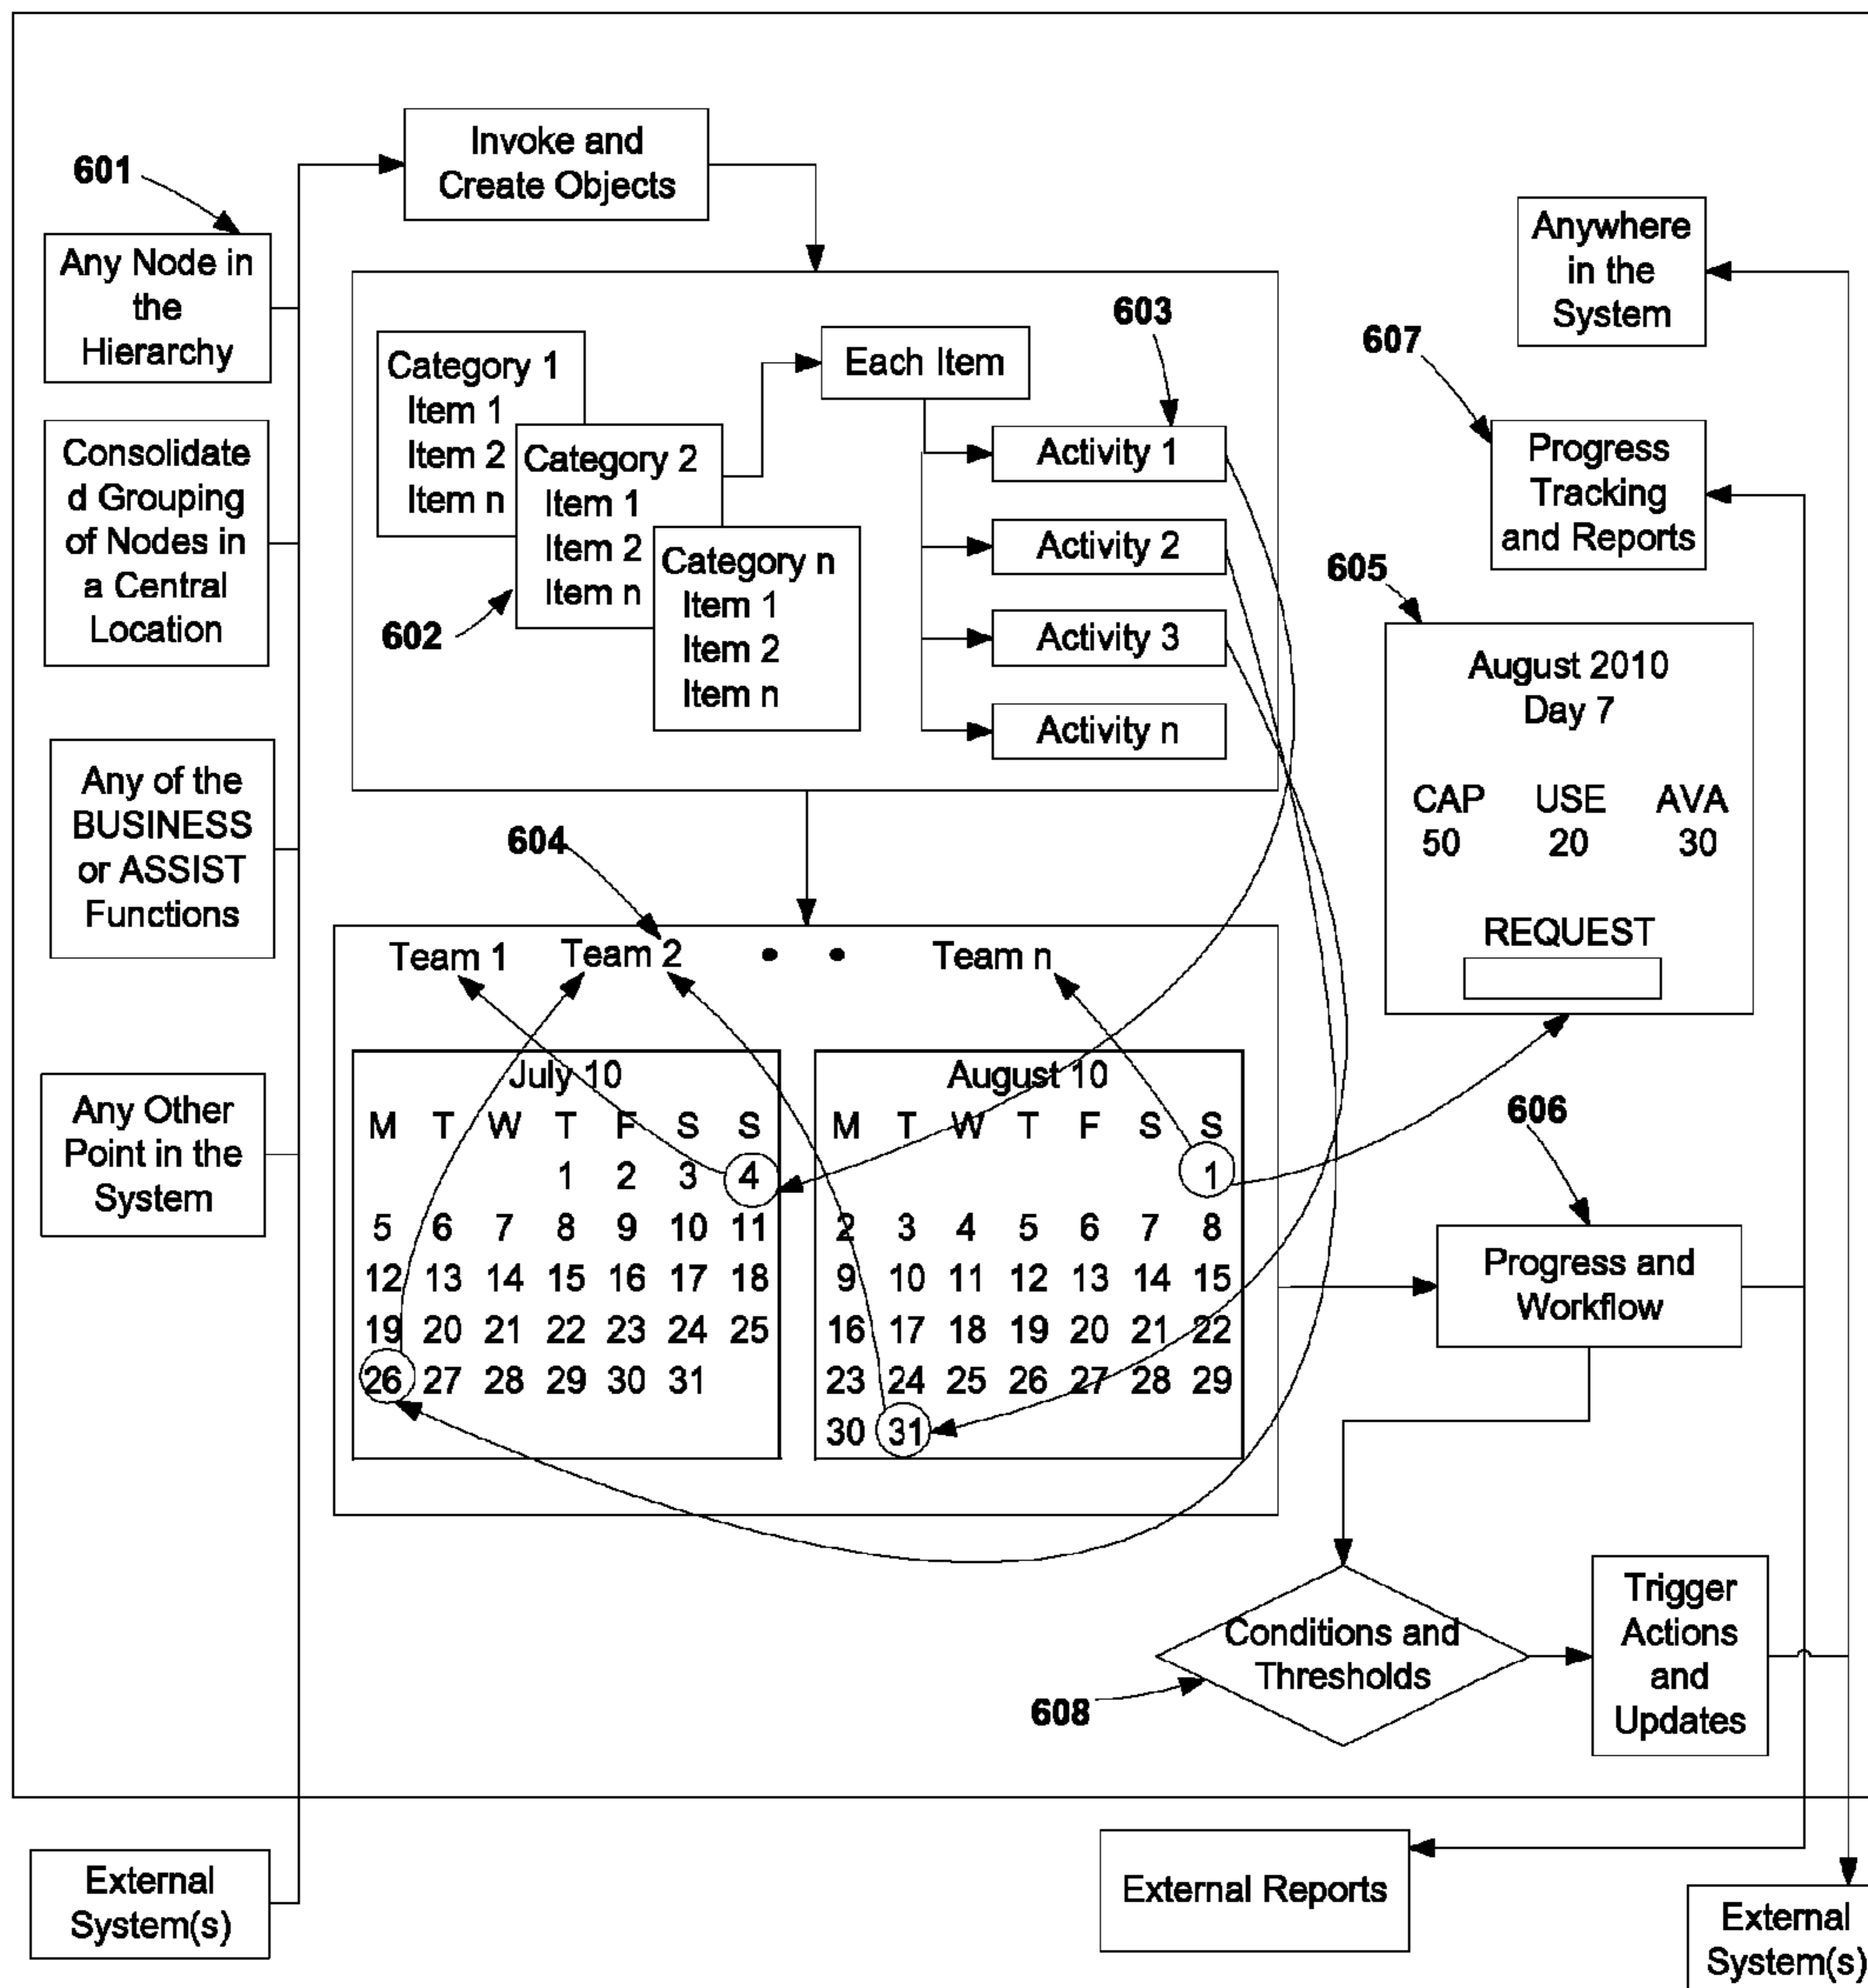 601
Any Node in
the
Hierarchy
Consolidate
d Grouping
of Nodes in
a Central
Location
Any of the
BUSINESS
or ASSIST
Functions
Any Other
Point in the
System
External
System(s)
Invoke and
Create Objects
Category 1
Item 1
Item 2
Item n
Category 2
Item 1
Item 2
Item n
Category n
Item 1
Item 2
Item n
602
Each Item
603
Activity 1
Activity 2
Activity 3
Activity n
604
Team 1 Team 2 • • Team n
July 10
M T W T F S S
1 2 3 4
5 6 7 8 9 10 11
12 13 14 15 16 17 18
19 20 21 22 23 24 25
26 27 28 29 30 31
August 10
M T W T F S S
1
2 3 4 5 6 7 8
9 10 11 12 13 14 15
16 17 18 19 20 21 22
23 24 25 26 27 28 29
30 31
Anywhere
in the
System
607
Progress
Tracking
and Reports
605
August 2010
Day 7
CAP USE AVA
50 20 30
REQUEST
606
Progress and
Workflow
Conditions and
Thresholds
608
Trigger
Actions
and
Updates
External Reports
External
System(s)